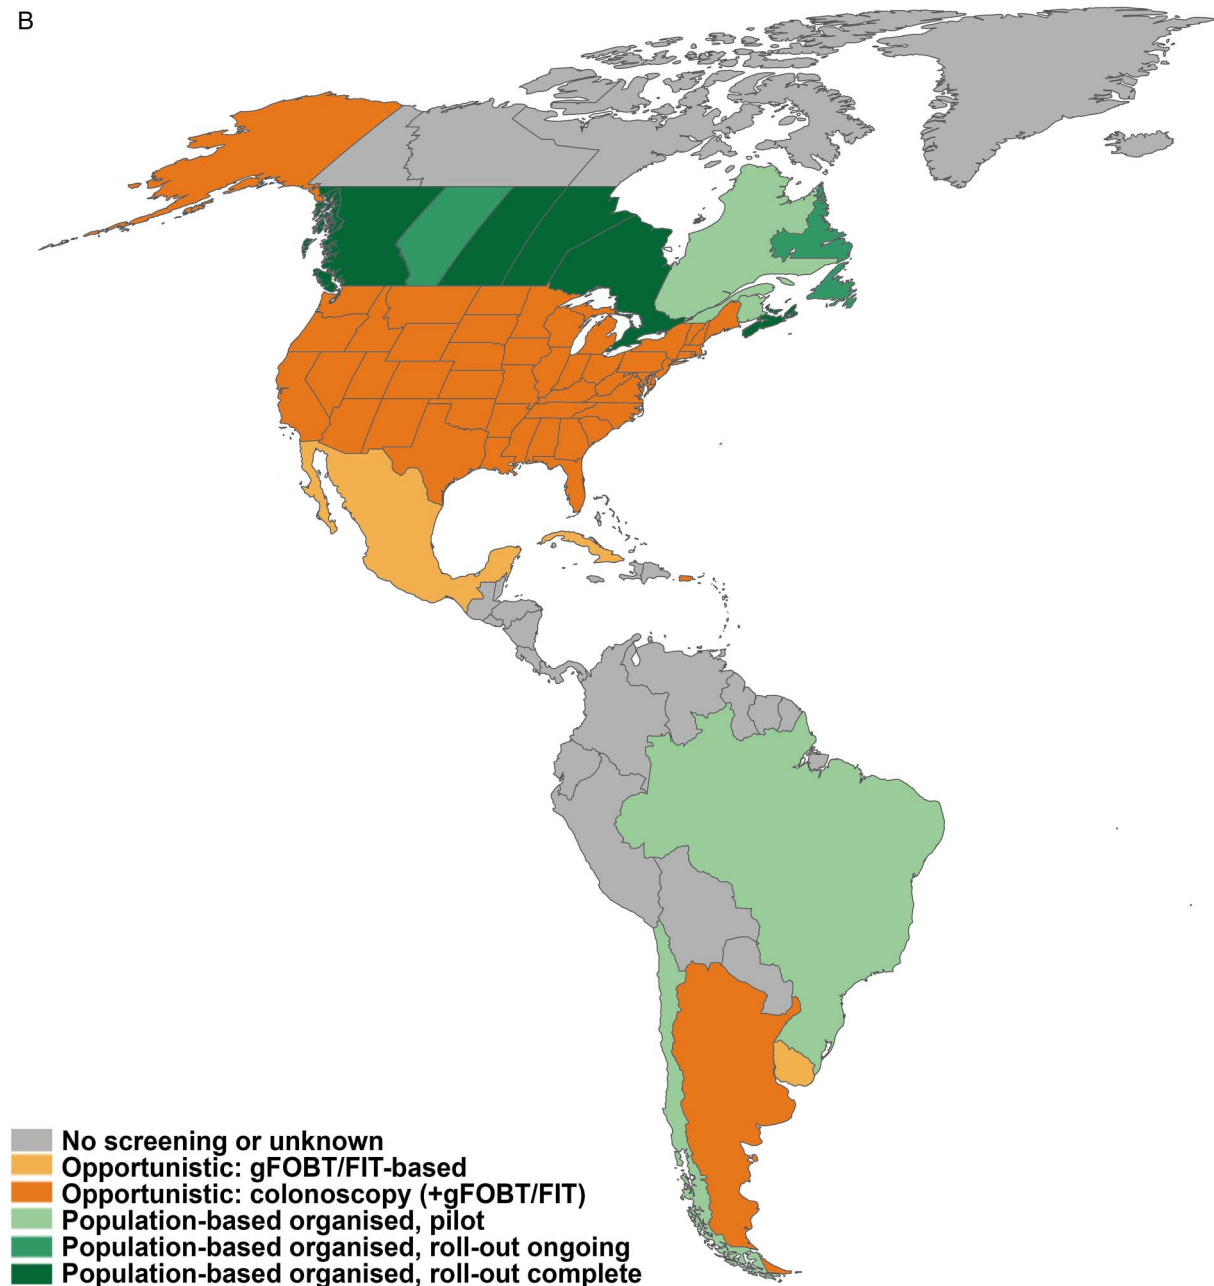 B
No screening or unknown
Opportunistic: gFOBT/FIT-based
Opportunistic: colonoscopy (+gFOBT/FIT)
Population-based organised, pilot
Population-based organised, roll-out ongoing
Population-based organised, roll-out complete